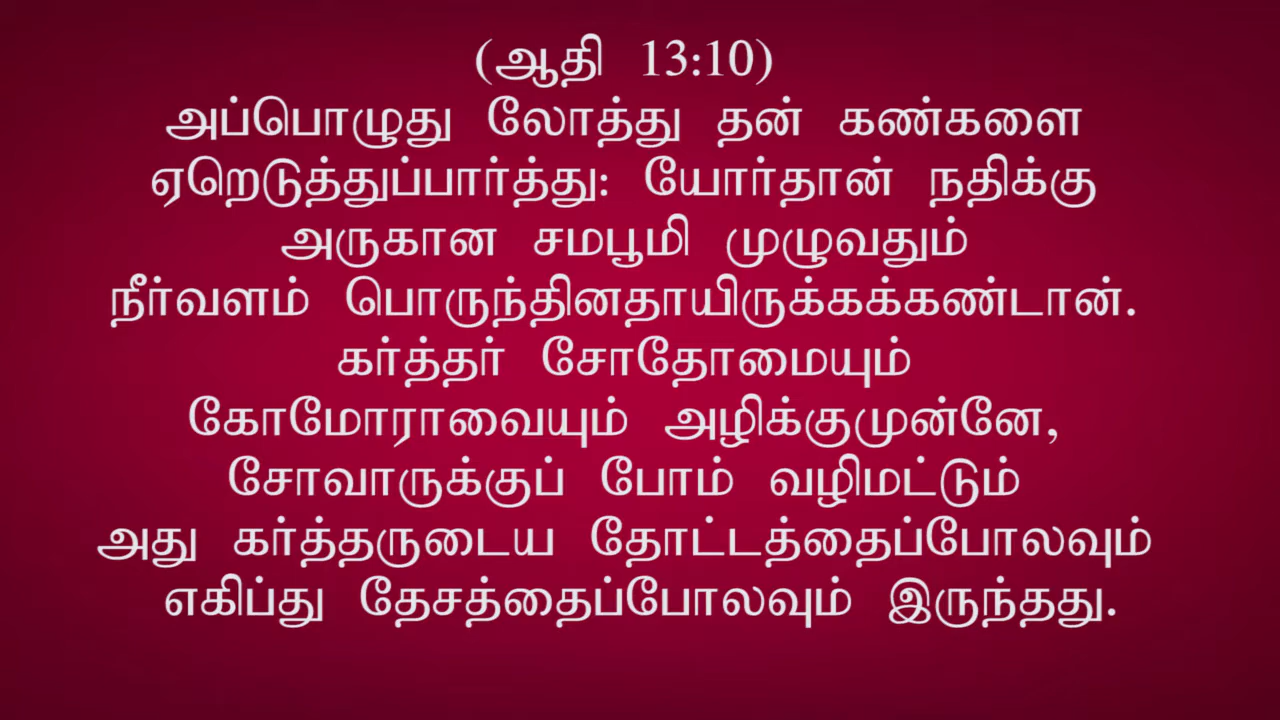 (ஆதி 13:10)
அப்பொழுது லோத்து தன் கண்களை
ஏறெடுத்துப்பார்த்து: யோர்தான் நதிக்கு
அருகான சமபூமி முழுவதும்
நீர்வளம் பொருந்தினதாயிருக்கக்கண்டான்.
கர்த்தர் சோதோமையும்
கோமோராவையும் அழிக்குமுன்னே,
சோவாருக்குப் போம் வழிமட்டும்
அது கர்த்தருடைய தோட்டத்தைப்போலவும்
எகிப்து தேசத்தைப்போலவும் இருந்தது.